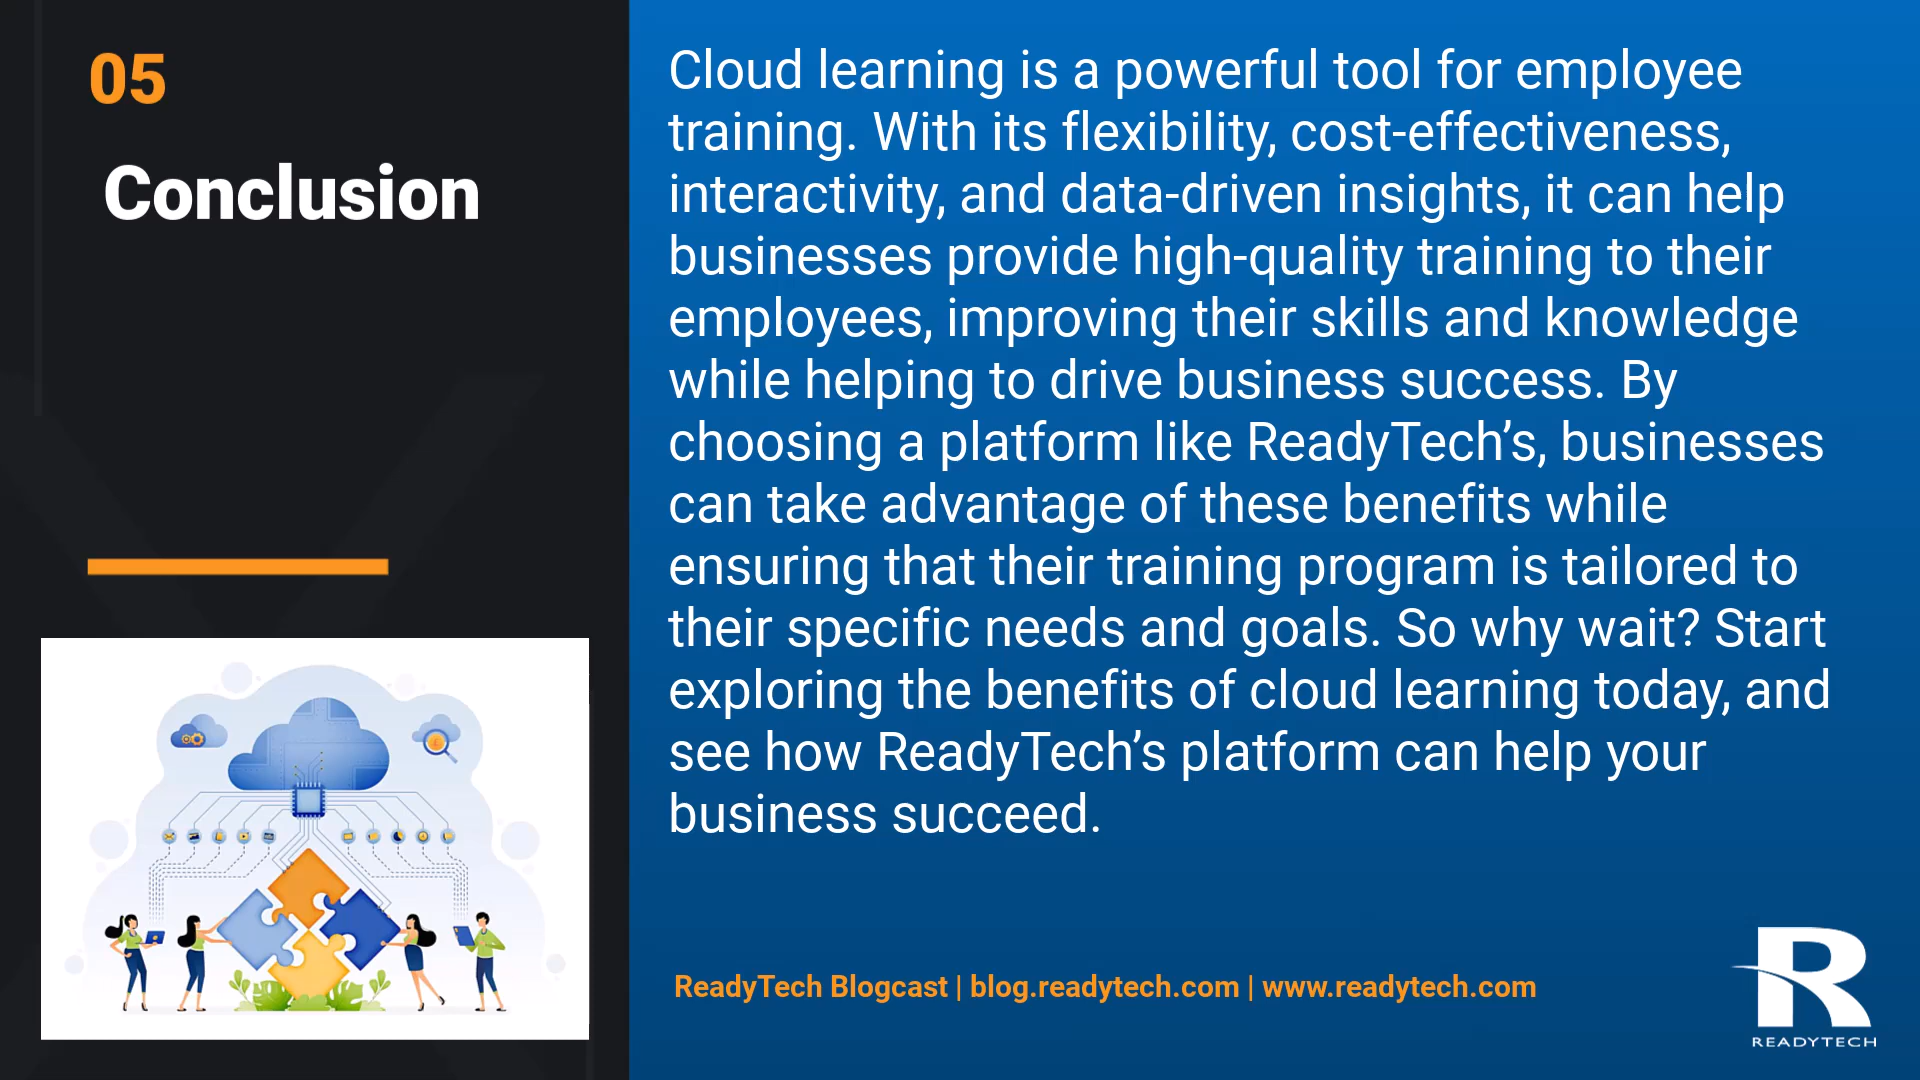 05
Conclusion
Cloud learning is a powerful tool for employee
training. With its flexibility, cost-effectiveness,
interactivity, and data-driven insights, it can help
businesses provide high-quality training to their
employees, improving their skills and knowledge
while helping to drive business success. By
choosing a platform like ReadyTech’s, businesses
can take advantage of these benefits while
ensuring that their training program is tailored to
their specific needs and goals. So why wait? Start
exploring the benefits of cloud learning today, and
see how ReadyTech’s platform can help your
business succeed.
ReadyTech Blogcast | blog.readytech.com | www.readytech.com
R
READYTECH